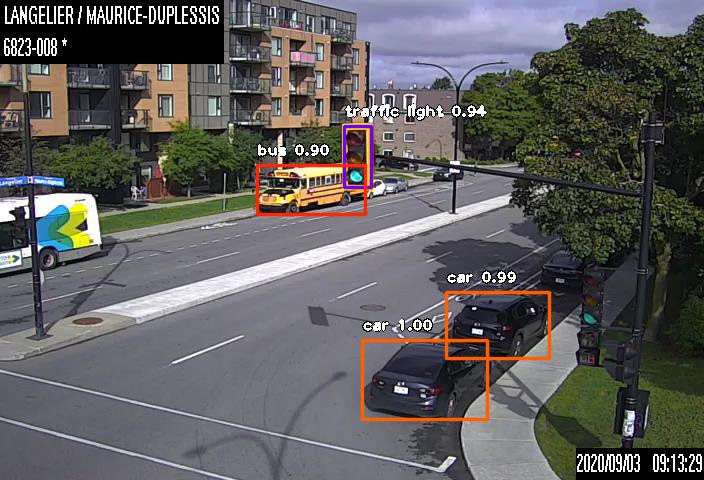 LANGELIER / MAURICE-DUPLESSIS
6823-008 *
traffic light 0.94
bus 0.90
Langelier
car 0.99
car 1.00
2020/09/03 09:13:29